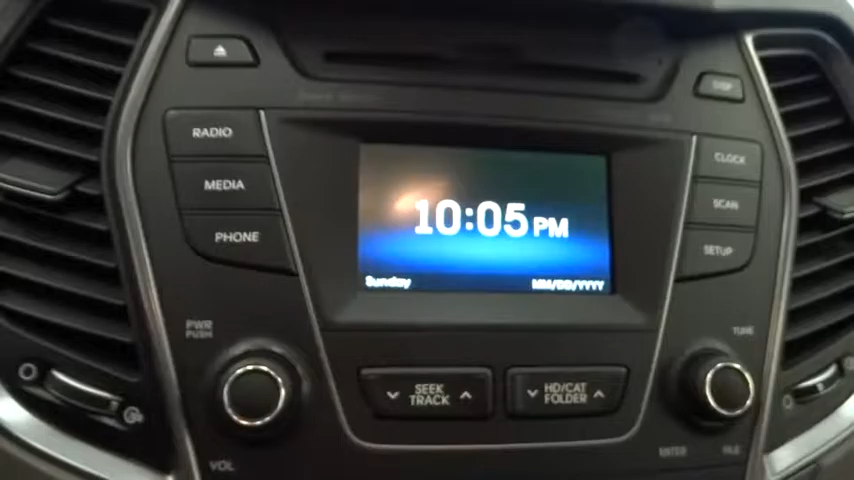 DISP
RADIO
CLOCK
MEDIA
SCAN
10:05 PM
PHONE
SETUP
Sunday
MM/DD/YYYY
PWR
PUSH
TUNE
SEEK
TRACK
HD/CAT
FOLDER
ENTER
FILE
VOL